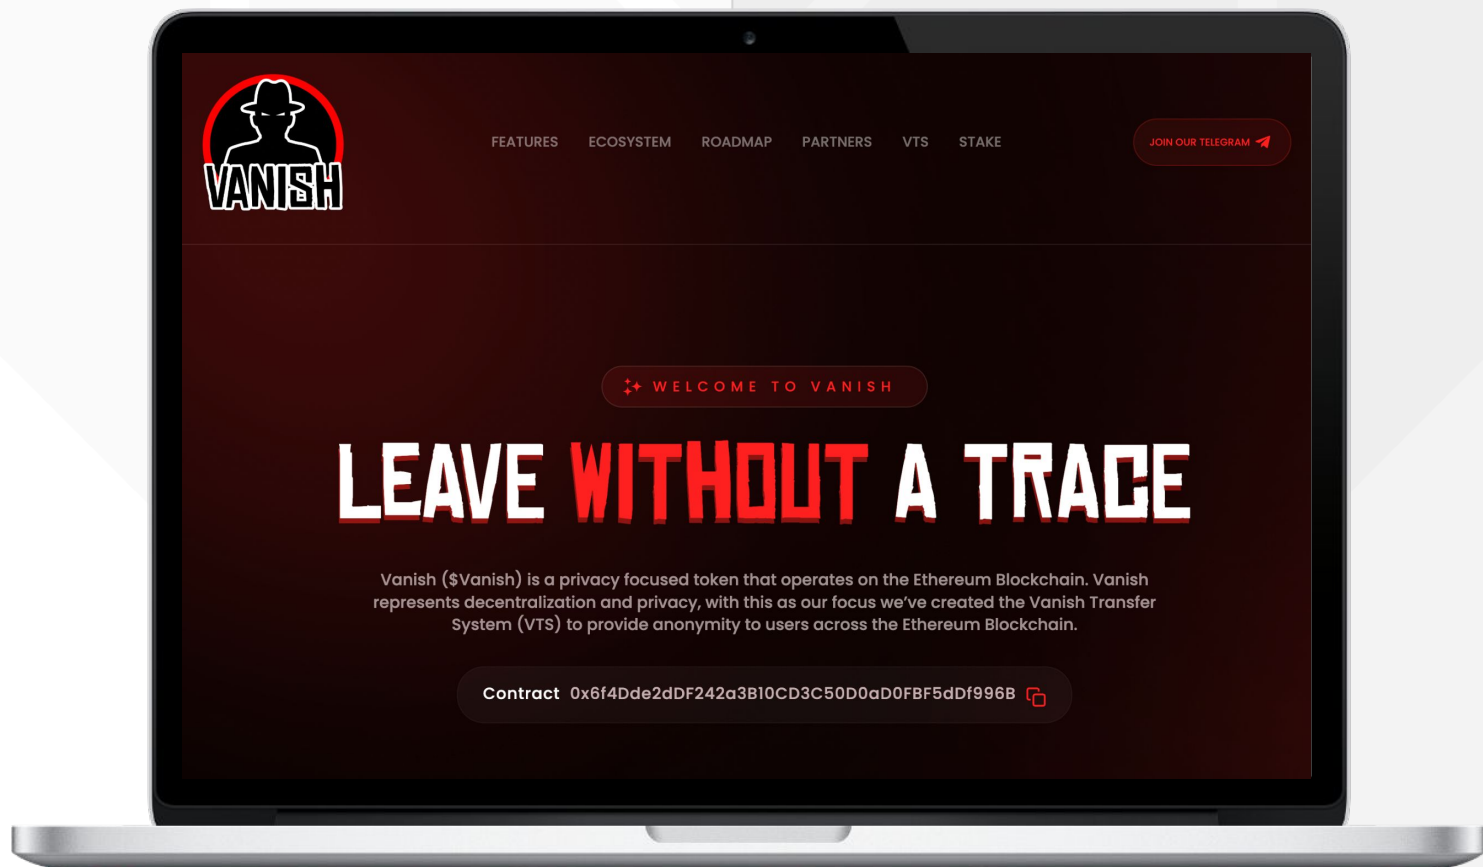 VANISH
FEATURES ECOSYSTEM ROADMAP PARTNERS VTS STAKE
JOIN OUR TELEGRAM
WELCOME TO VANISH
LEAVE WITHOUT A TRACE
Vanish ($Vanish) is a privacy focused token that operates on the Ethereum Blockchain. Vanish
represents decentralization and privacy, with this as our focus we’ve created the Vanish Transfer
System (VTS) to provide anonymity to users across the Ethereum Blockchain.
Contract 0x6f4Dde2dDF242a3B10CD3C50D0aD0FBF5dDf996B